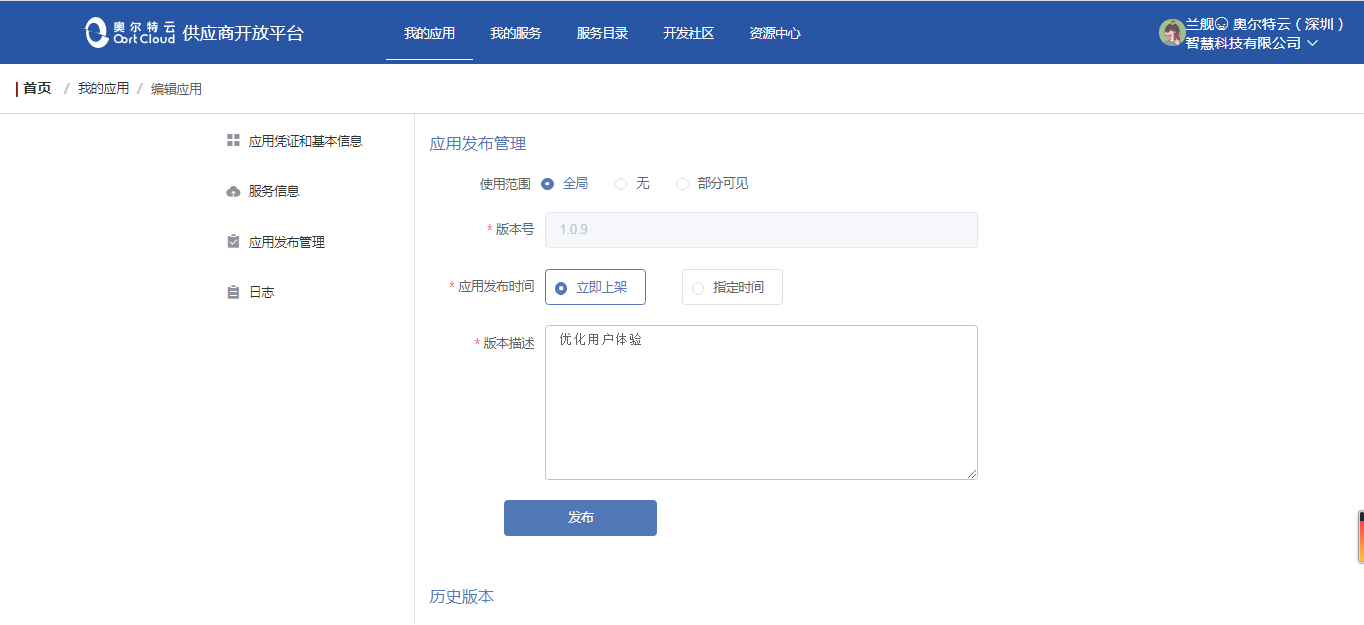 奥尔特云
Oort Cloud
供应商开放平台
我的应用 我的服务 服务目录 开发社区 资源中心
兰舰 奥尔特云（深圳）
智慧科技有限公司
首页 / 我的应用 / 编辑应用
应用凭证和基本信息
服务信息
应用发布管理
日志
应用发布管理
使用范围 全局 无 部分可见
* 版本号 1.0.9
* 应用发布时间 立即上架 指定时间
* 版本描述 优化用户体验
发布
历史版本